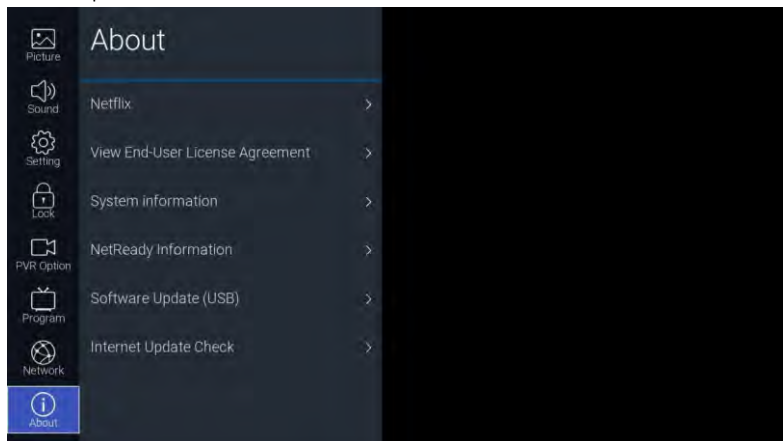 Picture
Sound
Setting
Lock
PVR Option
Program
Network
About
About
Netflix
View End-User License Agreement
System information
NetReady Information
Software Update (USB)
Internet Update Check